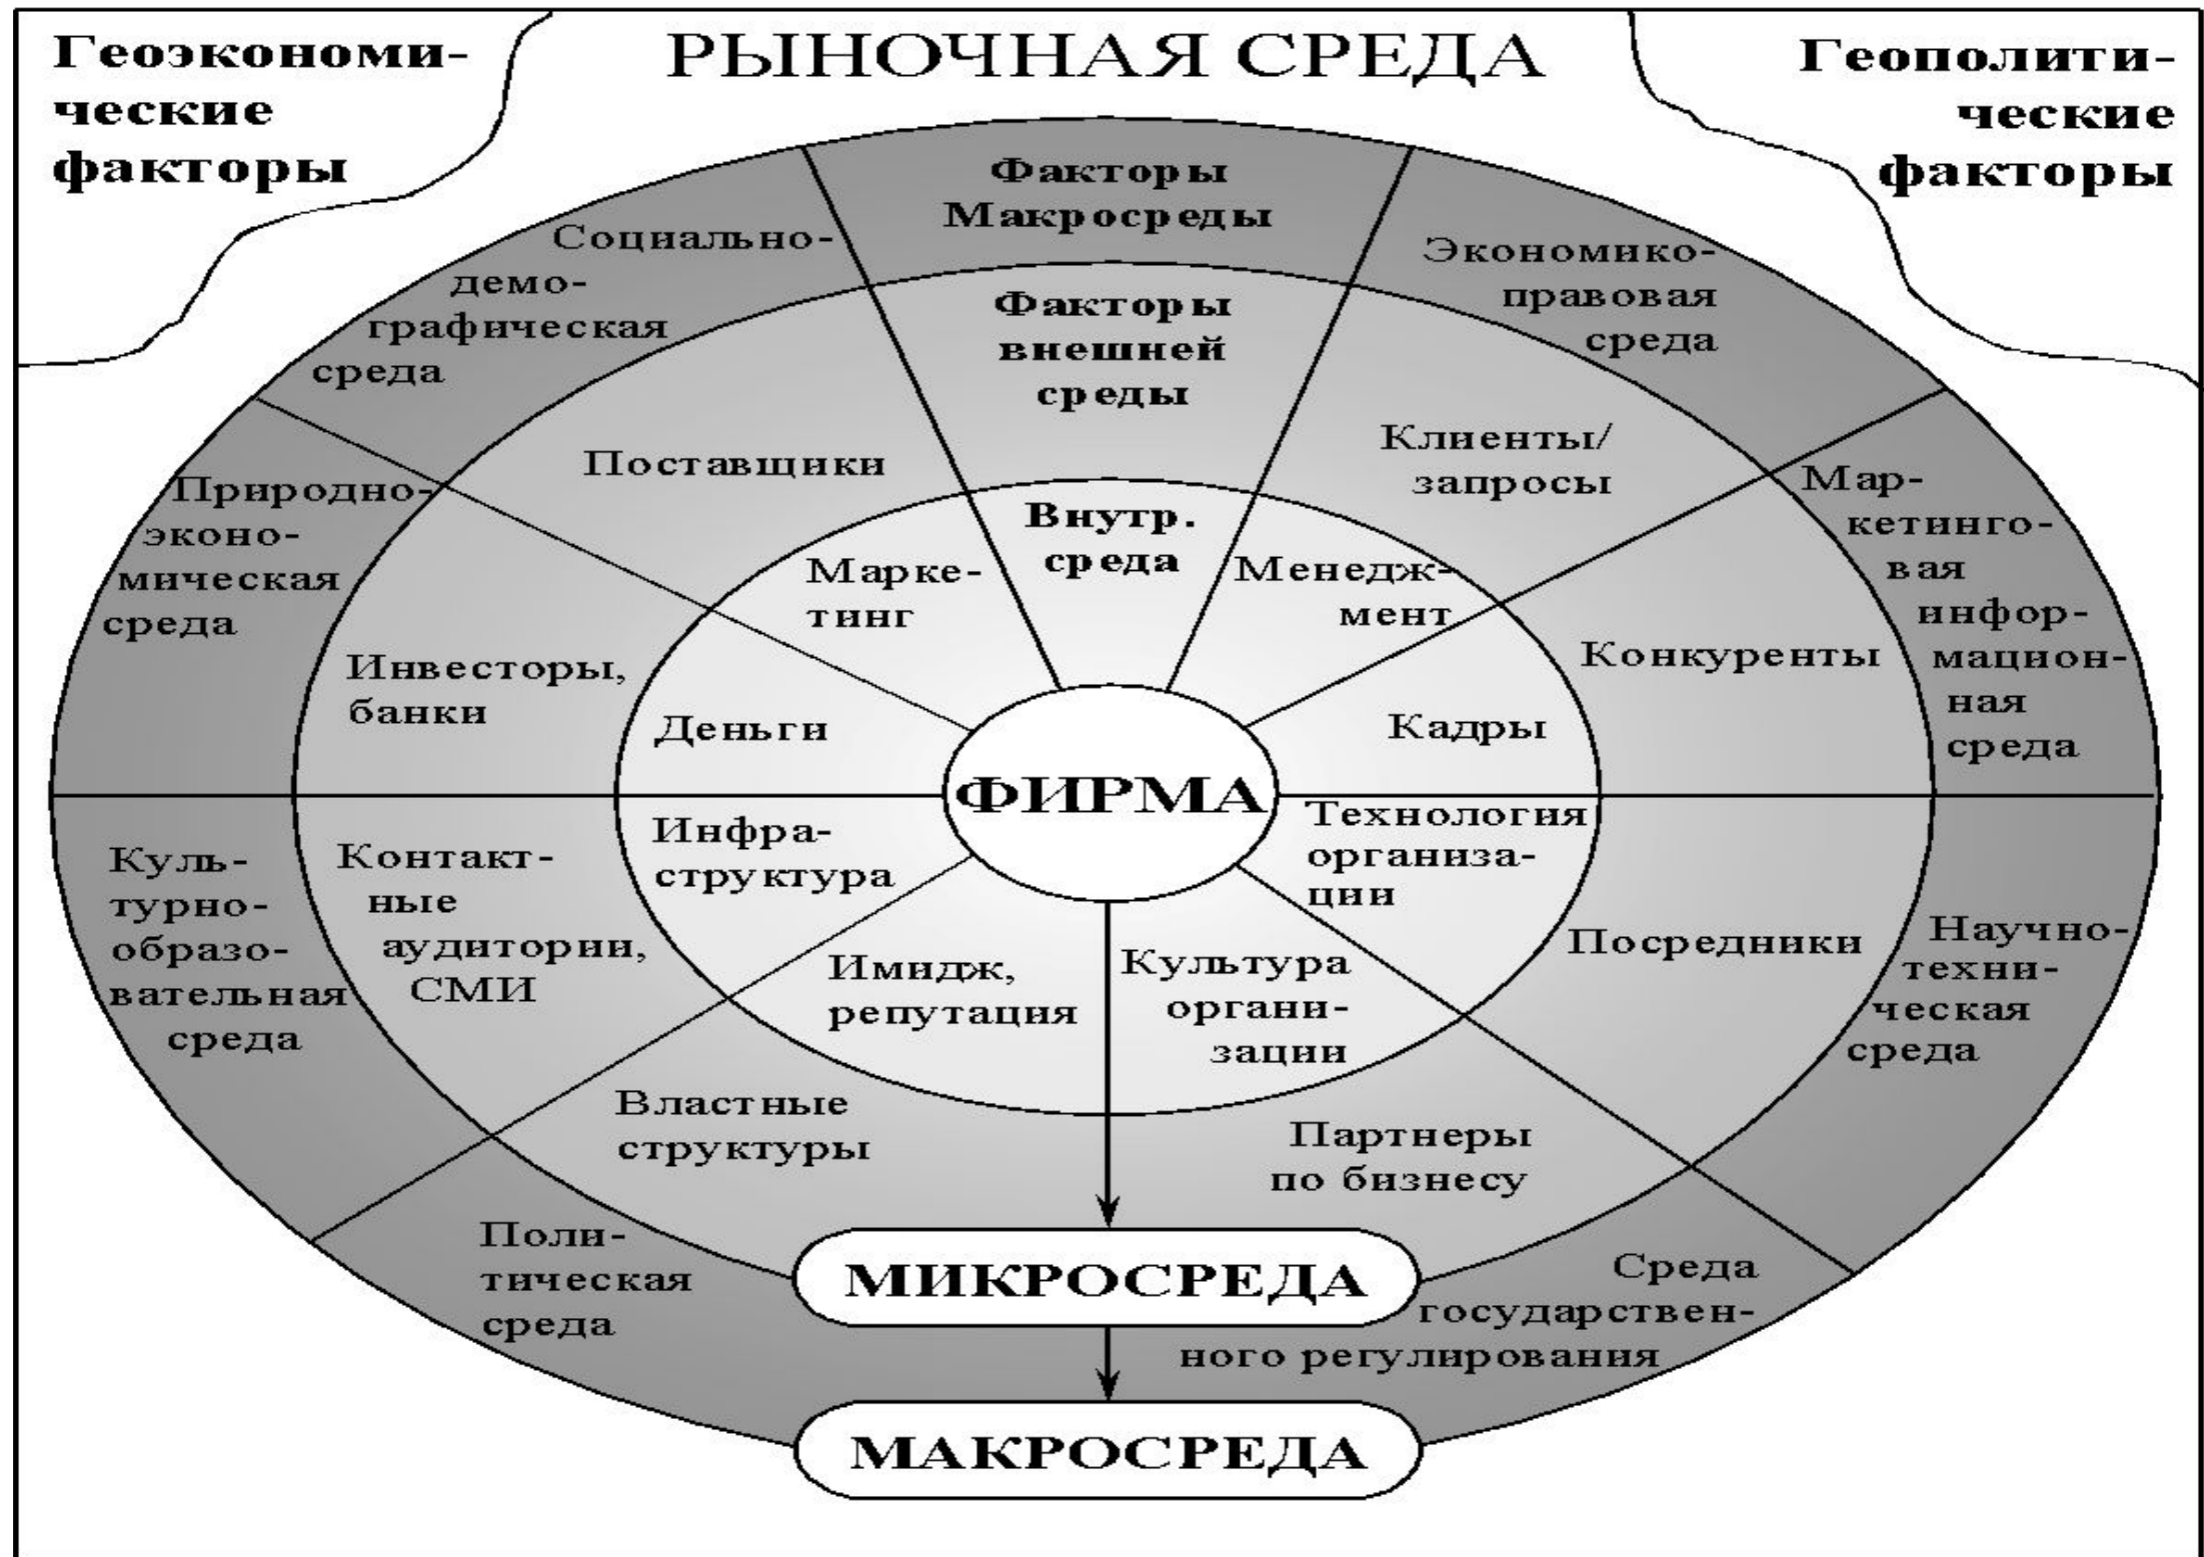 Геоэкономи-
ческие
факторы
РЫНОЧНАЯ СРЕДА
Геополити-
ческие
факторы
Факторы
Макросреды
Социально-
демо-
графическая
среда
Экономико-
правовая
среда
Факторы
внешней
среды
Поставщики
Клиенты/
запросы
Природно-
эконо-
мическая
среда
Мар-
кетинго-
вая
инфор-
мацион-
ная
среда
Внутр.
среда
Марке-
тинг
Менедж-
мент
Инвесторы,
банки
Конкуренты
Деньги
Кадры
ФИРМА
Инфра-
структура
Технология
организа-
ции
Куль-
турно-
образо-
вательная
среда
Контакт-
ные
аудитории,
СМИ
Посредники
Научно-
техни-
ческая
среда
Имидж,
репутация
Культура
органи-
зации
Властные
структуры
Партнеры
по бизнесу
Поли-
тическая
среда
МИКРОСРЕДА
Среда
государствен-
ного регулирования
МАКРОСРЕДА